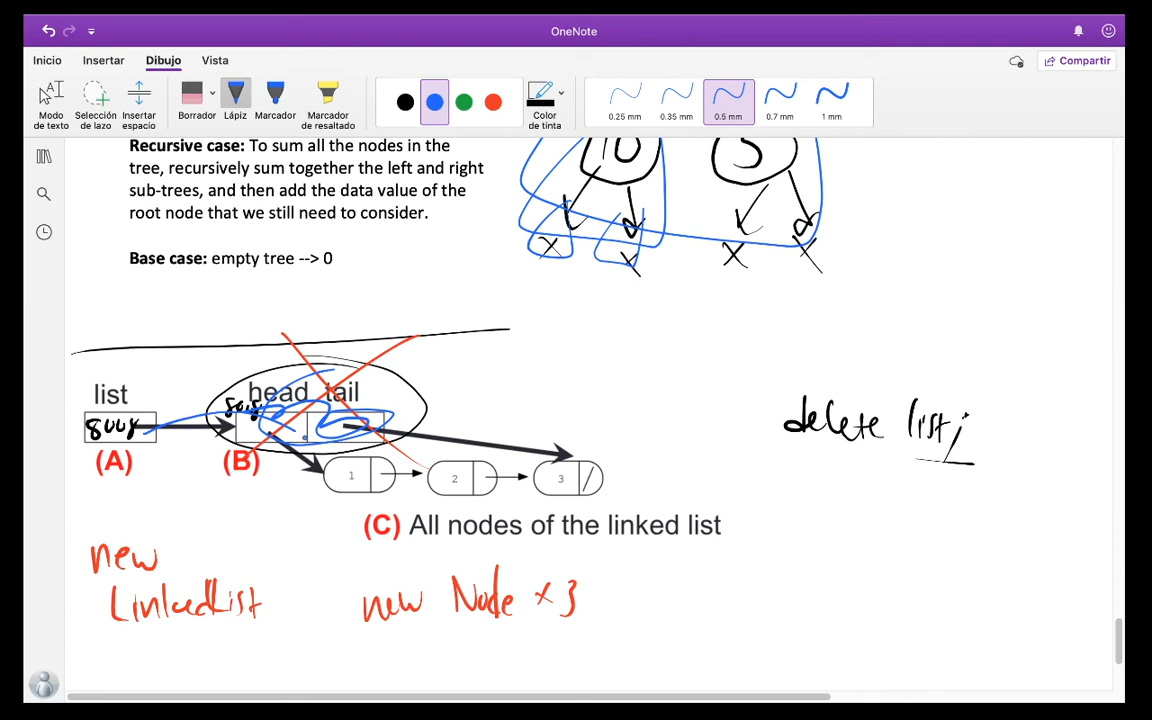 OneNote
Inicio Insertar Dibujo Vista
Compartir
Modo de texto
Selección de lazo
Insertar espacio
Borrador
Lápiz
Marcador
Marcador de resaltado
Color de tinta
0.25 mm
0.35 mm
0.5 mm
0.7 mm
1 mm
Recursive case: To sum all the nodes in the
tree, recursively sum together the left and right
sub-trees, and then add the data value of the
root node that we still need to consider.
Base case: empty tree --> 0
10
X X X X
list
head tail
8008
(A)
(B)
1 2 3
delete list;
(C) All nodes of the linked list
new
LinkedList
new Node x 3